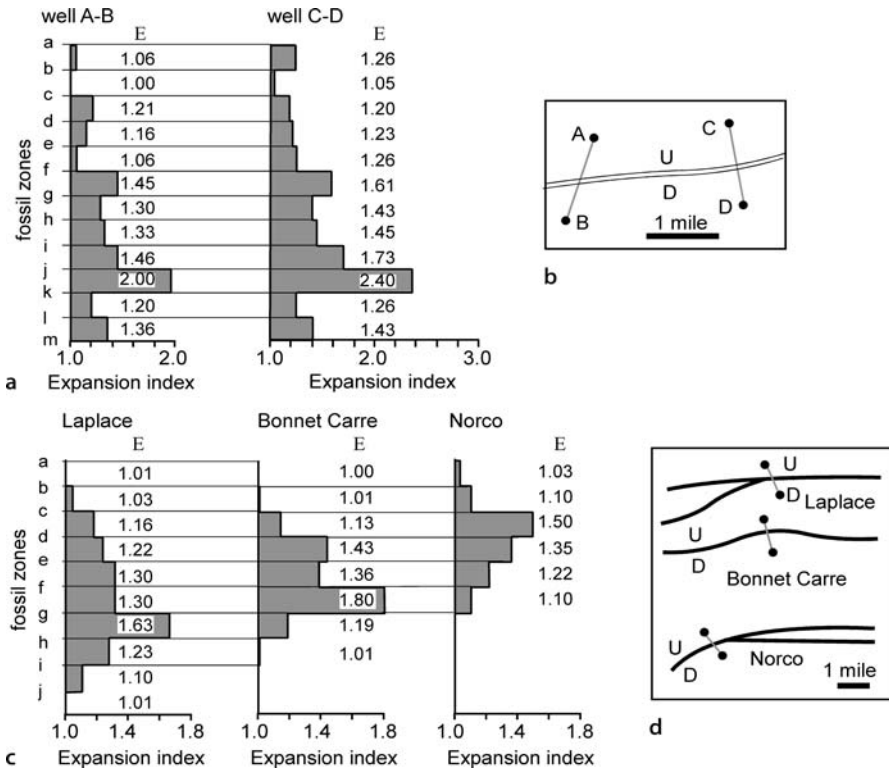 well A-B
well C-D
E
E
a
b
c
d
e
f
g
h
i
j
k
l
m
fossil zones
1.06
1.00
1.21
1.16
1.06
1.45
1.30
1.33
1.46
2.00
1.20
1.36
1.26
1.05
1.20
1.23
1.26
1.61
1.43
1.45
1.73
2.40
1.26
1.43
1.0 2.0
1.0 2.0 3.0
Expansion index
Expansion index
a
A
B
C
D
U
D
1 mile
b
Laplace
Bonnet Carre
Norco
E
E
E
a
b
c
d
e
f
g
h
i
j
fossil zones
1.01
1.03
1.16
1.22
1.30
1.30
1.63
1.23
1.10
1.01
1.00
1.01
1.13
1.43
1.36
1.80
1.19
1.01
1.03
1.10
1.50
1.35
1.22
1.10
1.0 1.4 1.8
1.0 1.4 1.8
1.0 1.4 1.8
Expansion index
Expansion index
Expansion index
c
U
D
Laplace
U
D
Bonnet Carre
U
D
Norco
1 mile
d